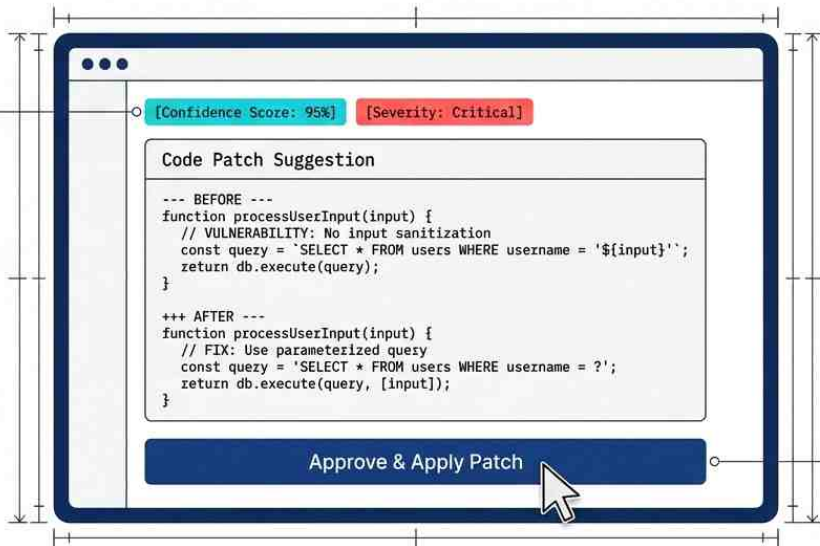 [Confidence Score: 95%] [Severity: Critical]
Code Patch Suggestion
--- BEFORE ---
function processUserInput(input) {
// VULNERABILITY: No input sanitization
const query = `SELECT * FROM users WHERE username = '${input}'`;
return db.execute(query);
}
+++ AFTER ---
function processUserInput(input) {
// FIX: Use parameterized query
const query = 'SELECT * FROM users WHERE username = ?';
return db.execute(query, [input]);
}
Approve & Apply Patch